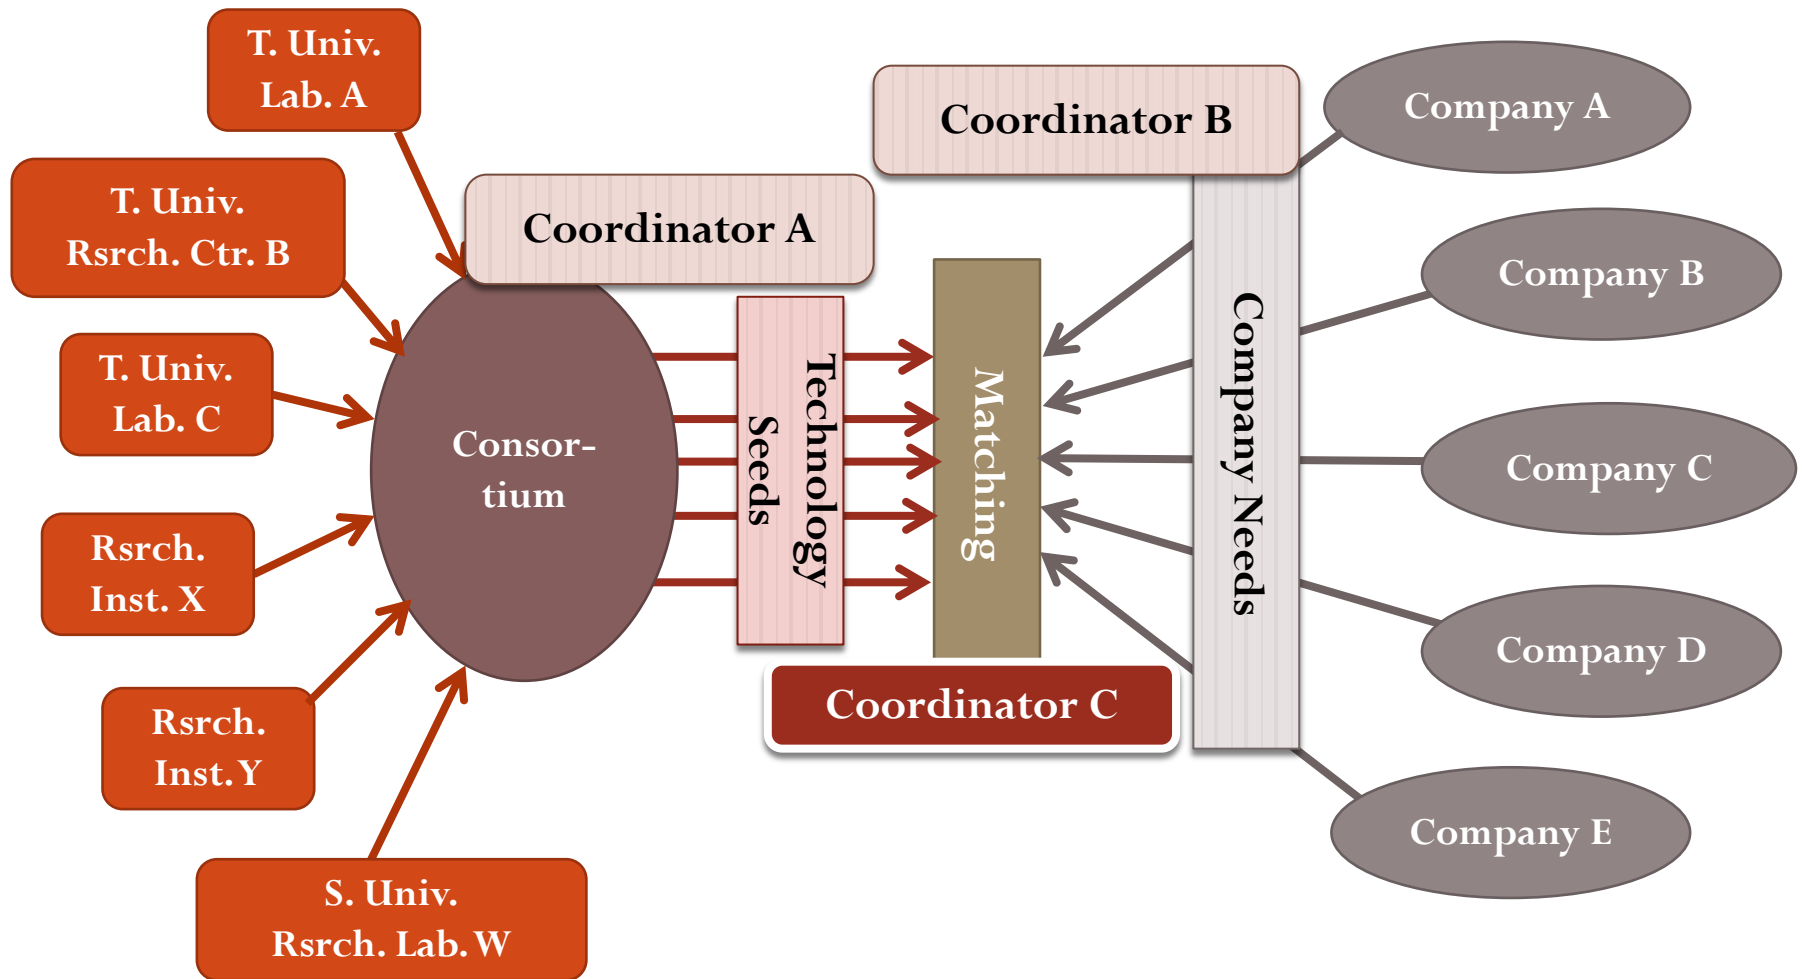 T. Univ.
Lab. A
T. Univ.
Rsrch. Ctr. B
T. Univ.
Lab. C
Rsrch.
Inst. X
Rsrch.
Inst. Y
S. Univ.
Rsrch. Lab. W
Consor-
tium
Coordinator A
Technology
Seeds
Matching
Coordinator C
Coordinator B
Company Needs
Company A
Company B
Company C
Company D
Company E